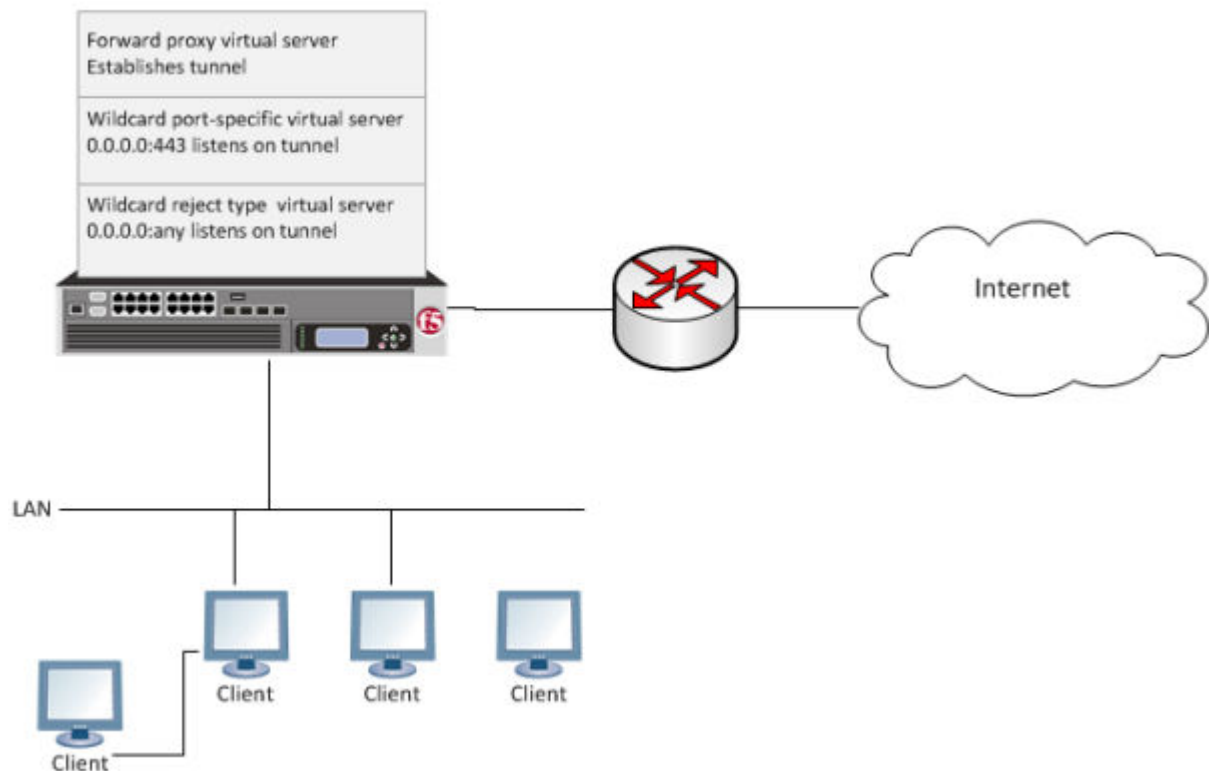 Forward proxy virtual server
Establishes tunnel
Wildcard port-specific virtual server
0.0.0.0:443 listens on tunnel
Wildcard reject type virtual server
0.0.0.0:any listens on tunnel
f5
Internet
LAN
Client
Client
Client
Client